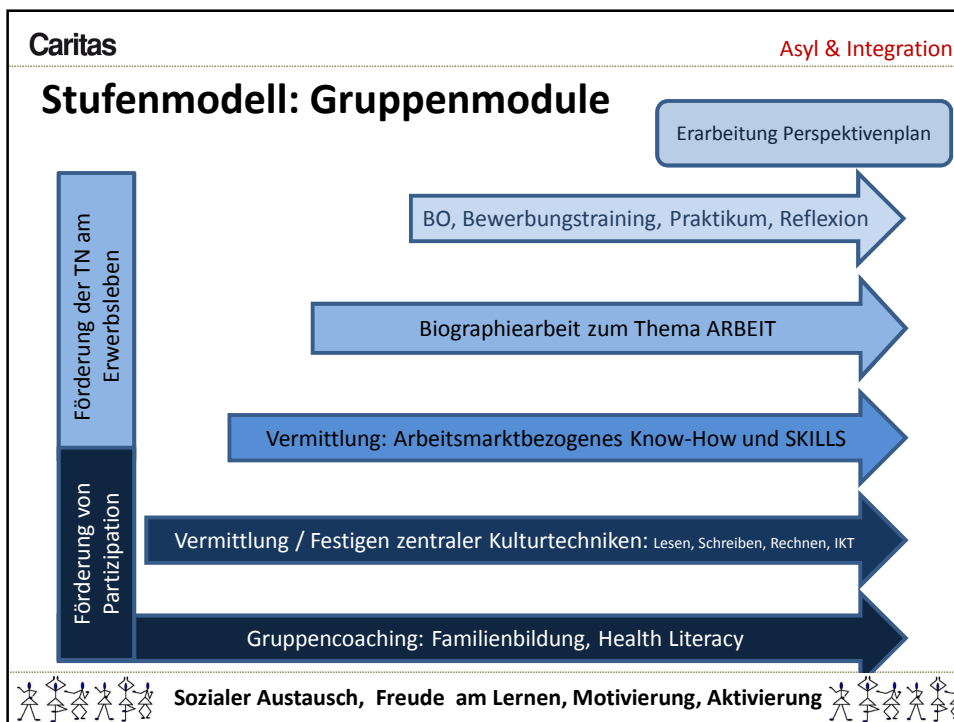 Caritas
Asyl & Integration
Stufenmodell: Gruppenmodule
Erarbeitung Perspektivenplan
Förderung der TN am
Erwerbsleben
BO, Bewerbungstraining, Praktikum, Reflexion
Biographiearbeit zum Thema ARBEIT
Vermittlung: Arbeitsmarktbezogenes Know-How und SKILLS
Förderung von
Partizipation
Vermittlung / Festigen zentraler Kulturtechniken: Lesen, Schreiben, Rechnen, IKT
Gruppencoaching: Familienbildung, Health Literacy
Sozialer Austausch, Freude am Lernen, Motivierung, Aktivierung